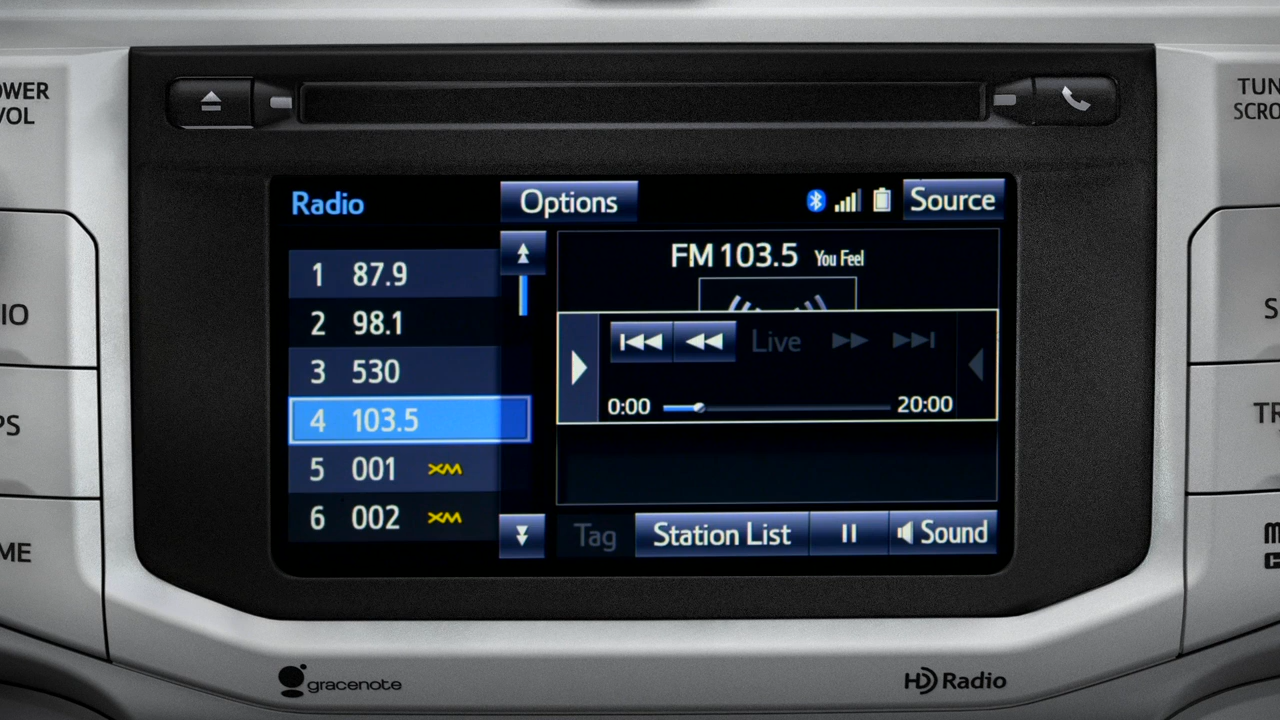 OWER
VOL
TUN
SCRO
Radio
Options
Source
1 87.9
2 98.1
3 530
4 103.5
5 001 XM
6 002 XM
FM 103.5 You Feel
Live
0:00
20:00
Tag
Station List
Sound
IO
PS
ME
S
TR
gracenote
HD Radio